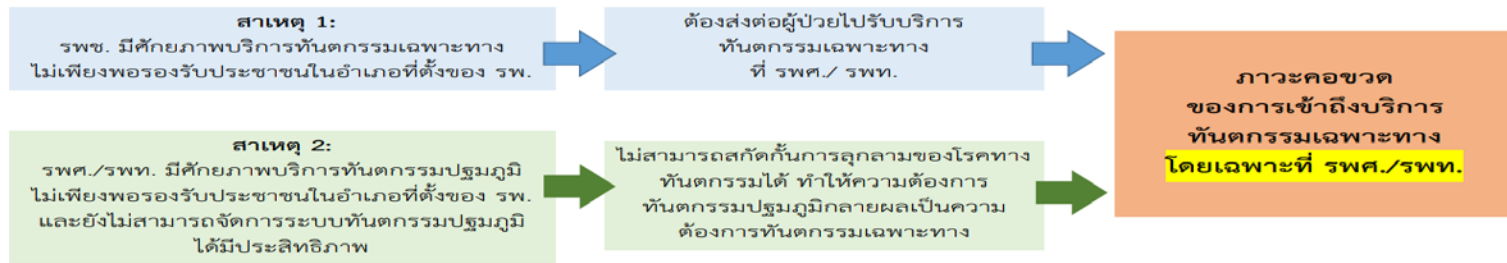 สาเหตุ 1:
รพช. มีศักยภาพบริการทันตกรรมเฉพาะทาง
ไม่เพียงพอรองรับประชาชนในอำเภอที่ตั้งของ รพ.
ต้องส่งต่อผู้ป่วยไปรับบริการ
ทันตกรรมเฉพาะทาง
ที่ รพศ./ รพท.
สาเหตุ 2:
รพศ./รพท. มีศักยภาพบริการทันตกรรมปฐมภูมิ
ไม่เพียงพอรองรับประชาชนในอำเภอที่ตั้งของ รพ.
และยังไม่สามารถจัดการระบบทันตกรรมปฐมภูมิ
ได้มีประสิทธิภาพ
ไม่สามารถสกัดกั้นการลุกลามของโรคทาง
ทันตกรรมได้ ทำให้ความต้องการ
ทันตกรรมปฐมภูมิกลายผลเป็นความ
ต้องการทันตกรรมเฉพาะทาง
ภาวะคอขวด
ของการเข้าถึงบริการ
ทันตกรรมเฉพาะทาง
โดยเฉพาะที่ รพศ./รพท.